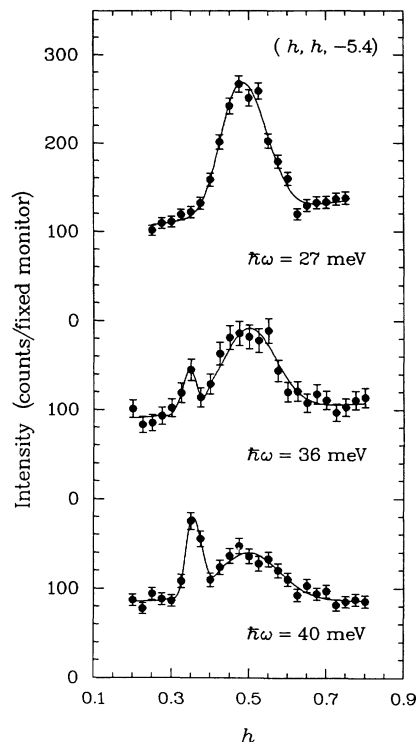 ( h, h, −5.4)
300
200
100
ħω = 27 meV
0
100
ħω = 36 meV
0
100
ħω = 40 meV
0
0.1 0.3 0.5 0.7 0.9
h
Intensity (counts/fixed monitor)